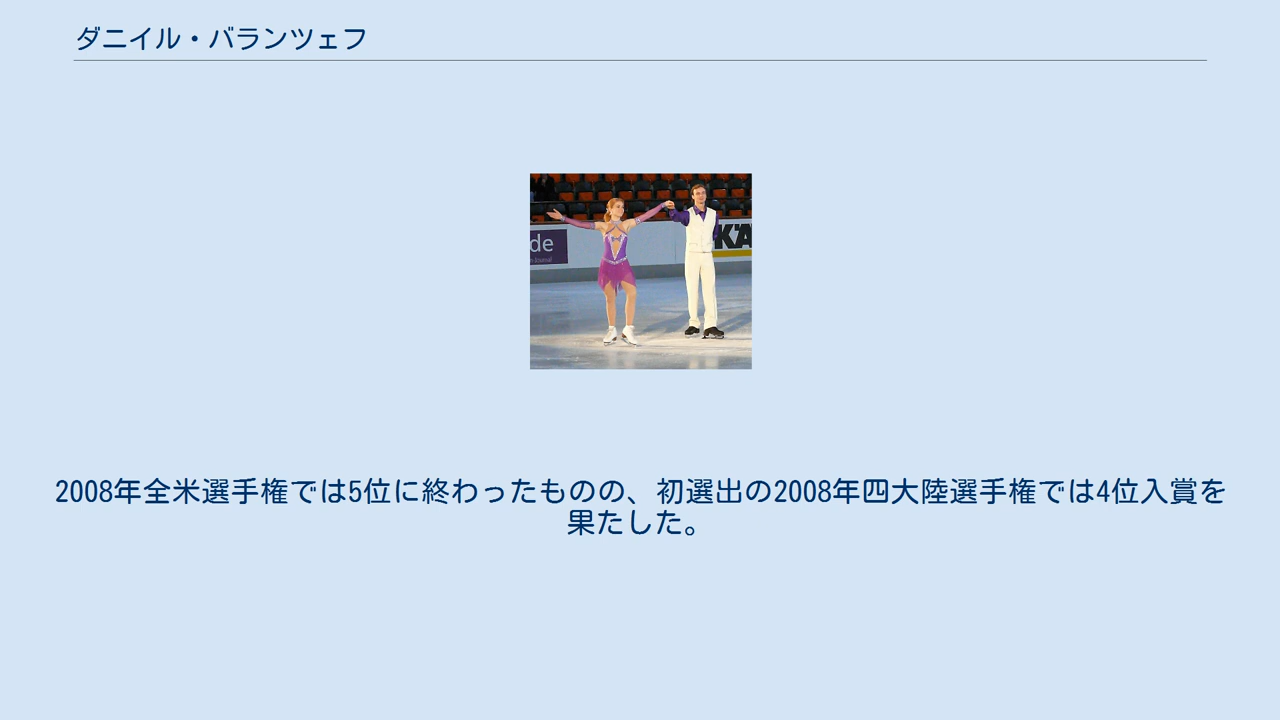 ダニイル・バランツェフ
de
KA
2008年全米選手権では5位に終わったものの、初選出の2008年四大陸選手権では4位入賞を
果たした。